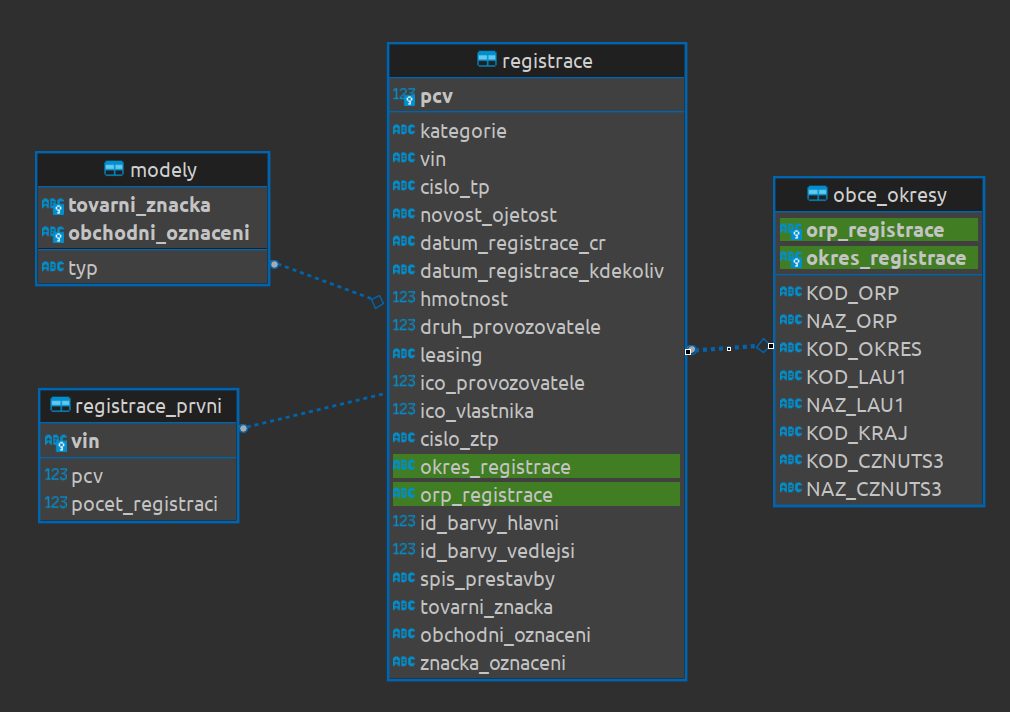 modely
tovarni_znacka
obchodni_oznaceni
ABC typ
registrace_prvni
vin
123 pcv
123 pocet_registraci
registrace
123 pcv
ABC kategorie
ABC vin
ABC cislo_tp
ABC novost_ojetost
ABC datum_registrace_cr
ABC datum_registrace_kdekoliv
123 hmotnost
123 druh_provozovatele
ABC leasing
123 ico_provozovatele
123 ico_vlastnika
ABC cislo_ztp
ABC okres_registrace
ABC orp_registrace
123 id_barvy_hlavni
123 id_barvy_vedlejsi
ABC spis_prestavby
ABC tovarni_znacka
ABC obchodni_oznaceni
ABC znacka_oznaceni
obce_okresy
ABC orp_registrace
ABC okres_registrace
ABC KOD_ORP
ABC NAZ_ORP
ABC KOD_OKRES
ABC KOD_LAU1
ABC NAZ_LAU1
ABC KOD_KRAJ
ABC KOD_CZNUTS3
ABC NAZ_CZNUTS3